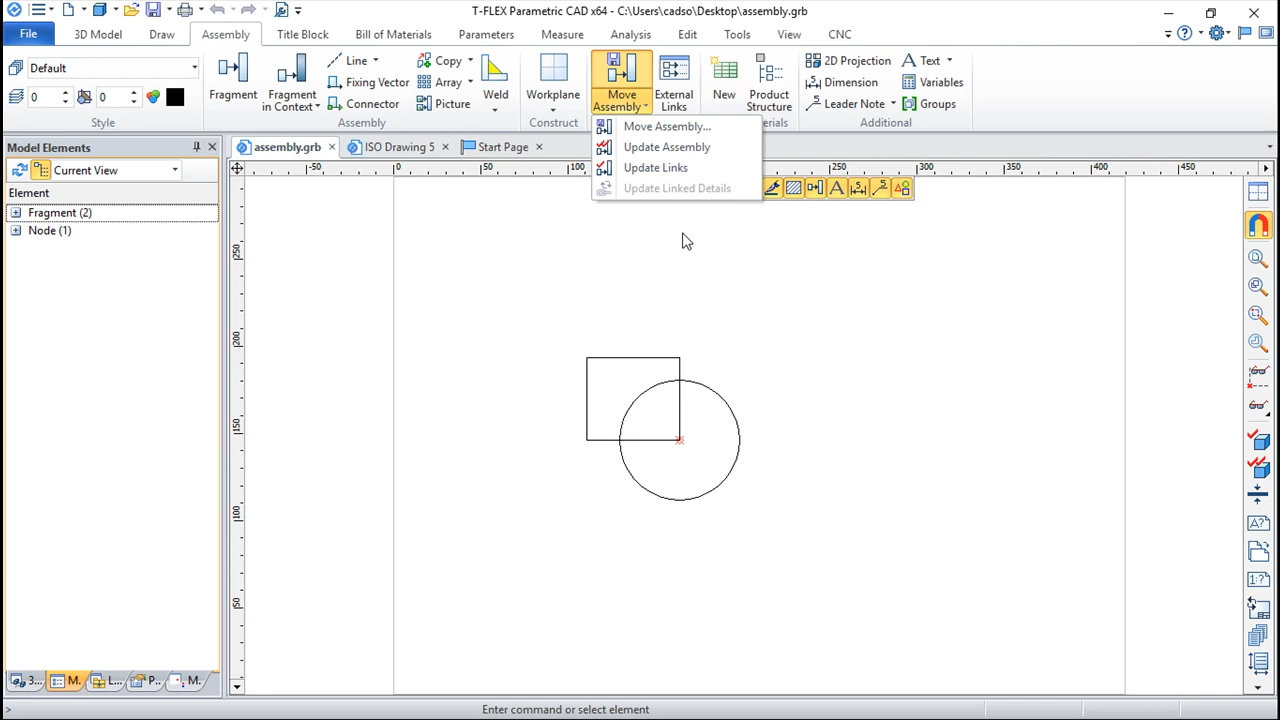 T-FLEX Parametric CAD x64 - C:\Users\cadso\Desktop\assembly.grb
File
3D Model
Draw
Assembly
Title Block
Bill of Materials
Parameters
Measure
Analysis
Edit
Tools
View
CNC
Default
0
0
Style
Fragment
Fragment
in Context
Line
Fixing Vector
Connector
Copy
Array
Picture
Weld
Assembly
Workplane
Construct
Move
Assembly
External
Links
New
Product
Structure
2D Projection
Dimension
Leader Note
Text
Variables
Groups
Additional
Move Assembly...
Update Assembly
Update Links
Update Linked Details
Model Elements
Current View
Element
Fragment (2)
Node (1)
assembly.grb
ISO Drawing 5
Start Page
-50
0
50
100
250
300
350
400
450
250
200
150
100
50
3...
M.
L...
P..
M.
>
Enter command or select element